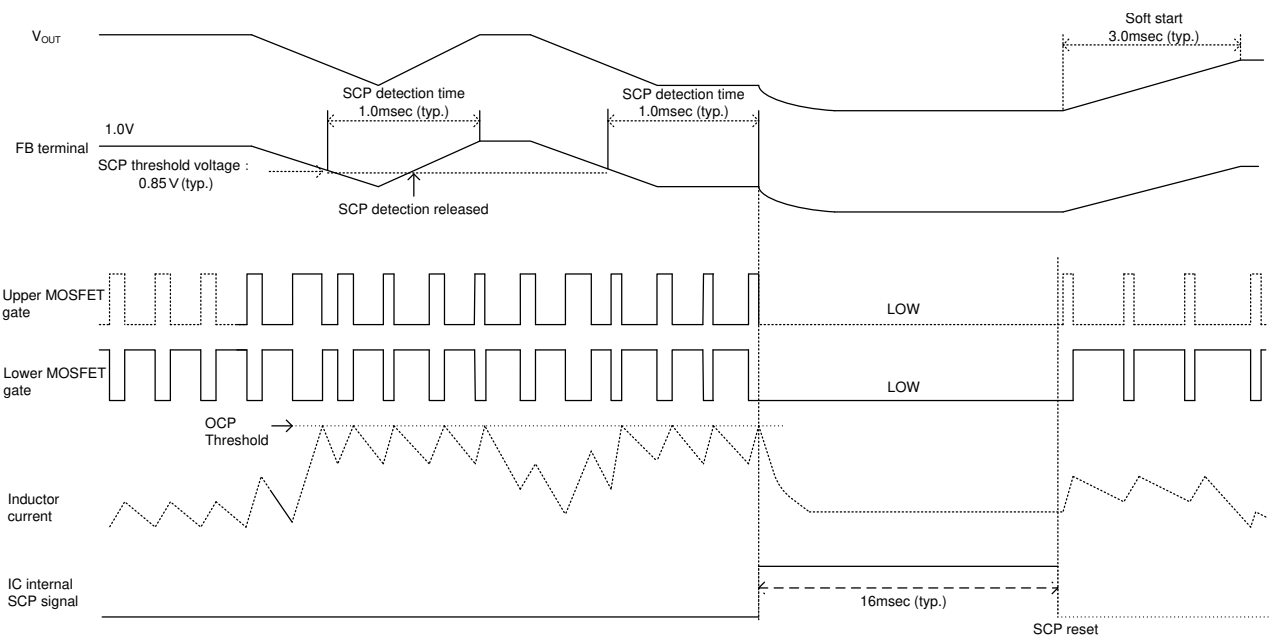 Soft start
3.0msec (typ.)
VOUT
SCP detection time
1.0msec (typ.)
SCP detection time
1.0msec (typ.)
1.0V
FB terminal
SCP threshold voltage :
0.85 V (typ.)
SCP detection released
Upper MOSFET
gate
LOW
Lower MOSFET
gate
LOW
OCP
Threshold
Inductor
current
IC internal
SCP signal
16msec (typ.)
SCP reset